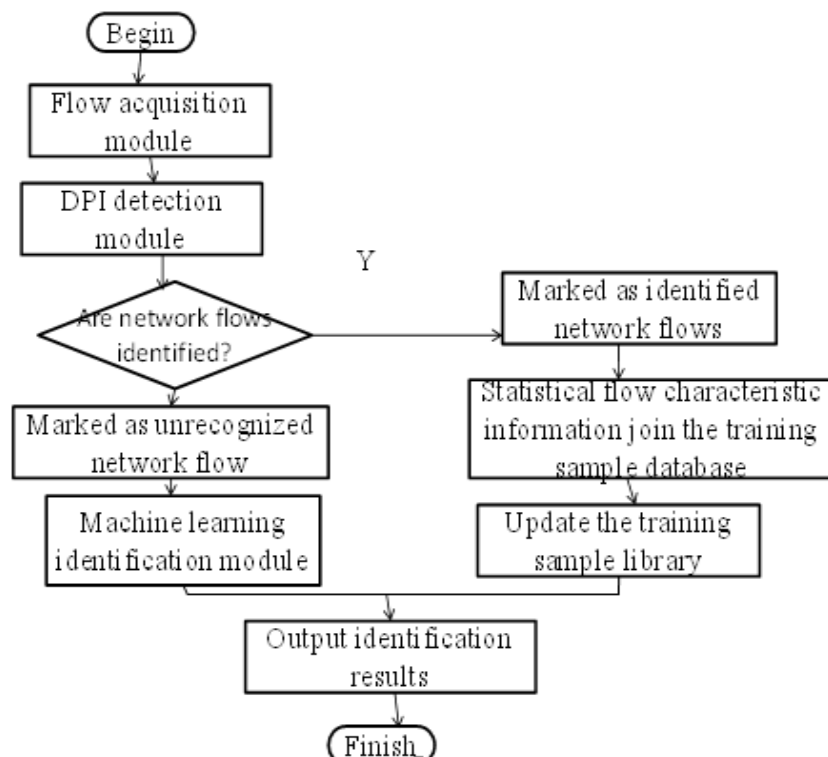 Begin
Flow acquisition
module
DPI detection
module
Y
Are network flows
identified?
Marked as identified
network flows
Statistical flow characteristic
information join the training
sample database
Marked as unrecognized
network flow
Machine learning
identification module
Update the training
sample library
Output identification
results
Finish